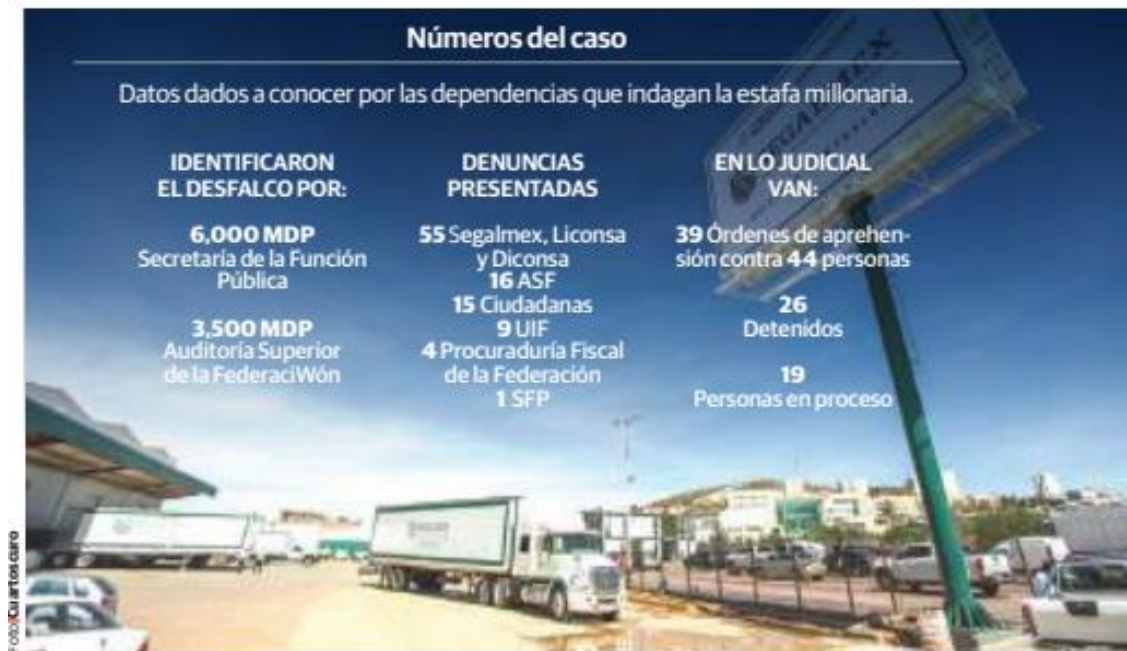 Números del caso
Datos dados a conocer por las dependencias que indagan la estafa millonaria.
IDENTIFICARON
EL DESFALCO POR:
6,000 MDP
Secretaría de la Función
Pública
3,500 MDP
Auditoría Superior
de la FederaciWón
DENUNCIAS
PRESENTADAS
55 Segalmex, Liconsa
y Diconsa
16 ASF
15 Ciudadanas
9 UIF
4 Procuraduría Fiscal
de la Federación
1 SFP
EN LO JUDICIAL
VAN:
39 Órdenes de aprehen-
sión contra 44 personas
26
Detenidos
19
Personas en proceso
SEGALMEX
Foto: Cuartoscuro